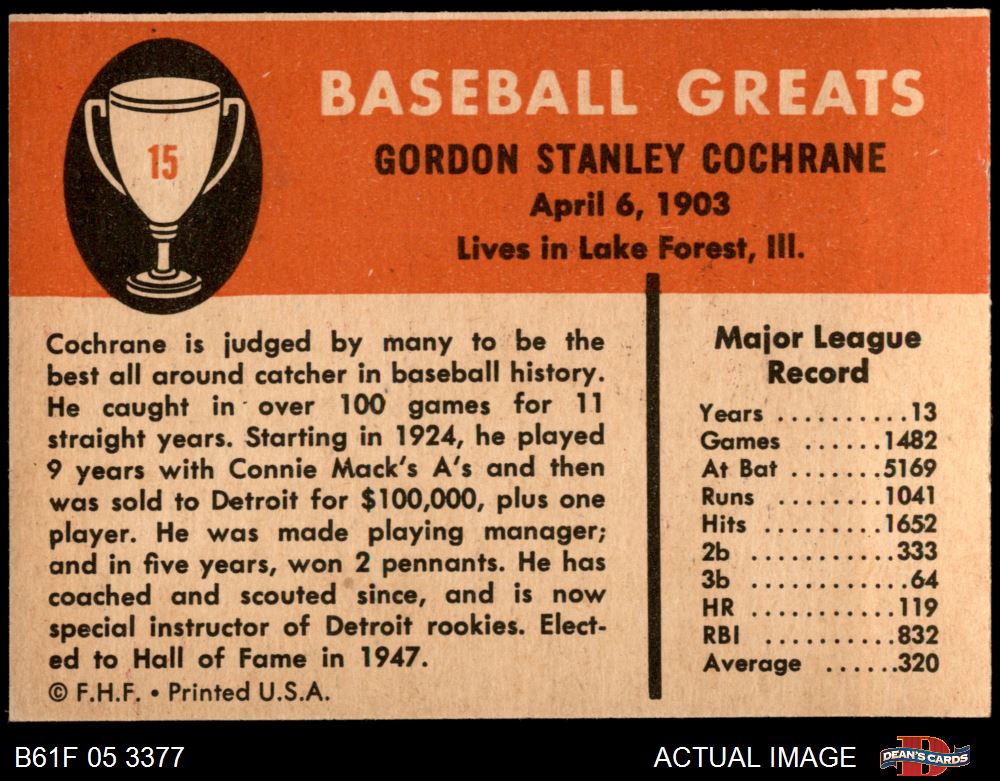 15
BASEBALL GREATS
GORDON STANLEY COCHRANE
April 6, 1903
Lives in Lake Forest, Ill.
Cochrane is judged by many to be the
best all around catcher in baseball history.
He caught in over 100 games for 11
straight years. Starting in 1924, he played
9 years with Connie Mack's A's and then
was sold to Detroit for $100,000, plus one
player. He was made playing manager;
and in five years, won 2 pennants. He has
coached and scouted since, and is now
special instructor of Detroit rookies. Elect-
ed to Hall of Fame in 1947.
© F.H.F. • Printed U.S.A.
Major League
Record
Years ..........13
Games ......1482
At Bat .......5169
Runs ........1041
Hits .........1652
2b ...........333
3b ............64
HR ...........119
RBI ..........832
Average ......320
B61F 05 3377
ACTUAL IMAGE
D
DEAN'S CARDS